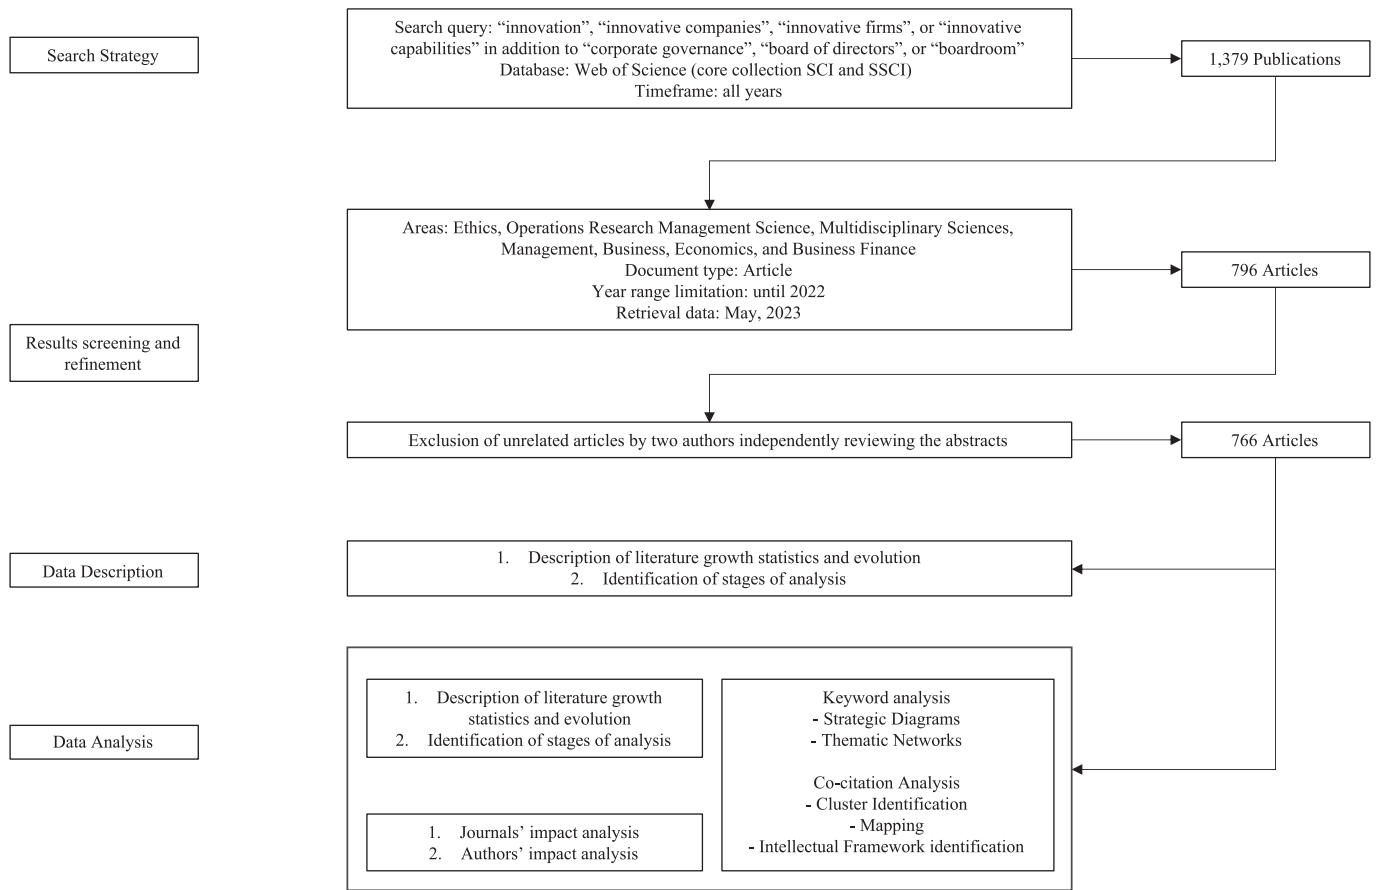 Search Strategy
Search query: “innovation”, “innovative companies”, “innovative firms”, or “innovative
capabilities” in addition to “corporate governance”, “board of directors”, or “boardroom”
Database: Web of Science (core collection SCI and SSCI)
Timeframe: all years
1,379 Publications
Results screening and
refinement
Areas: Ethics, Operations Research Management Science, Multidisciplinary Sciences,
Management, Business, Economics, and Business Finance
Document type: Article
Year range limitation: until 2022
Retrieval data: May, 2023
796 Articles
Exclusion of unrelated articles by two authors independently reviewing the abstracts
766 Articles
Data Description
1. Description of literature growth statistics and evolution
2. Identification of stages of analysis
Data Analysis
1. Description of literature growth
statistics and evolution
2. Identification of stages of analysis
1. Journals’ impact analysis
2. Authors’ impact analysis
Keyword analysis
- Strategic Diagrams
- Thematic Networks
Co-citation Analysis
- Cluster Identification
- Mapping
- Intellectual Framework identification